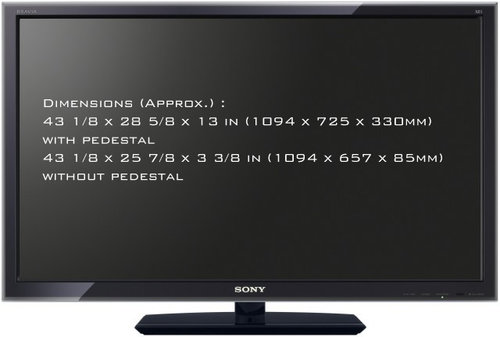 BRAVIA
Dimensions (Approx.) :
43 1/8 x 28 5/8 x 13 in (1094 x 725 x 330mm)
with pedestal
43 1/8 x 25 7/8 x 3 3/8 in (1094 x 657 x 85mm)
without pedestal
SONY